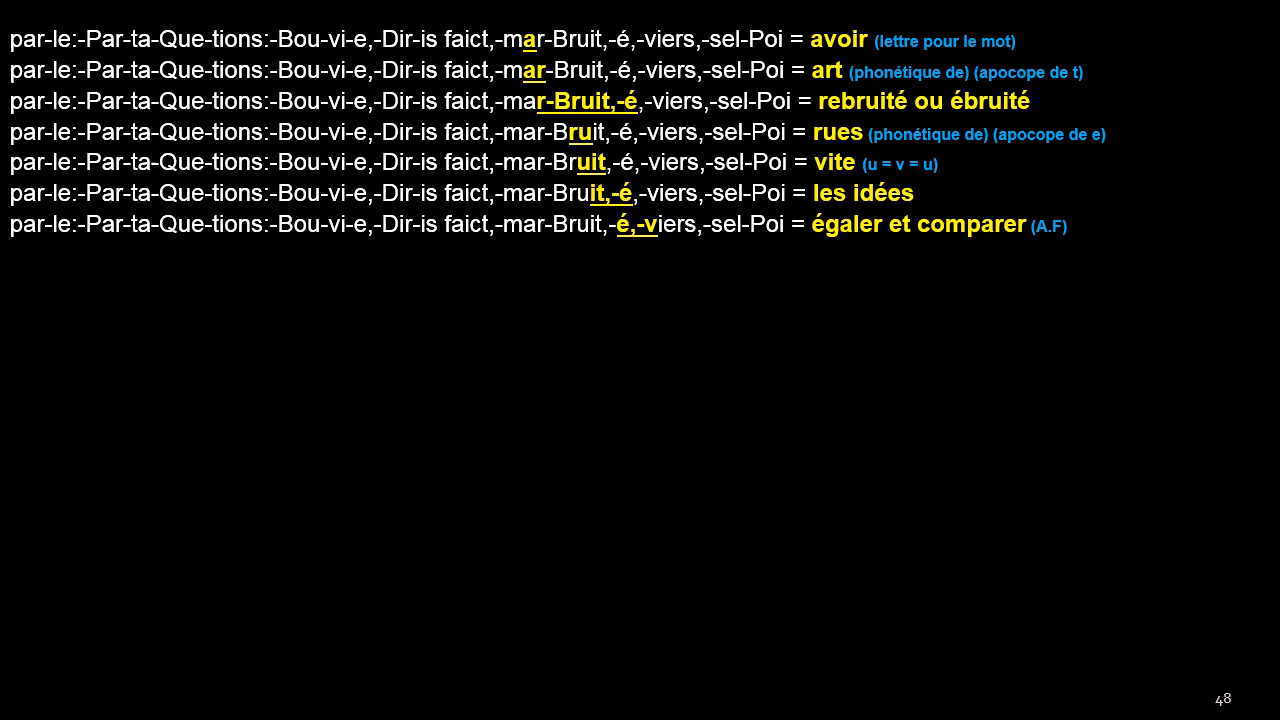 par-le:-Par-ta-Que-tions:-Bou-vi-e,-Dir-is faict,-mar-Bruit,-é,-viers,-sel-Poi = avoir (lettre pour le mot)
par-le:-Par-ta-Que-tions:-Bou-vi-e,-Dir-is faict,-mar-Bruit,-é,-viers,-sel-Poi = art (phonétique de) (apocope de t)
par-le:-Par-ta-Que-tions:-Bou-vi-e,-Dir-is faict,-mar-Bruit,-é,-viers,-sel-Poi = rebruité ou ébruité
par-le:-Par-ta-Que-tions:-Bou-vi-e,-Dir-is faict,-mar-Bruit,-é,-viers,-sel-Poi = rues (phonétique de) (apocope de e)
par-le:-Par-ta-Que-tions:-Bou-vi-e,-Dir-is faict,-mar-Bruit,-é,-viers,-sel-Poi = vite (u = v = u)
par-le:-Par-ta-Que-tions:-Bou-vi-e,-Dir-is faict,-mar-Bruit,-é,-viers,-sel-Poi = les idées
par-le:-Par-ta-Que-tions:-Bou-vi-e,-Dir-is faict,-mar-Bruit,-é,-viers,-sel-Poi = égaler et comparer (A.F)
48